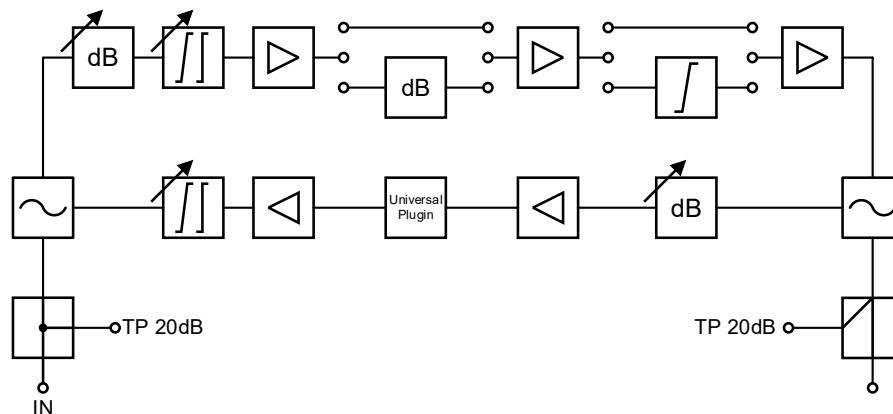 dB
dB
Universal
Plugin
dB
TP 20dB
TP 20dB
IN